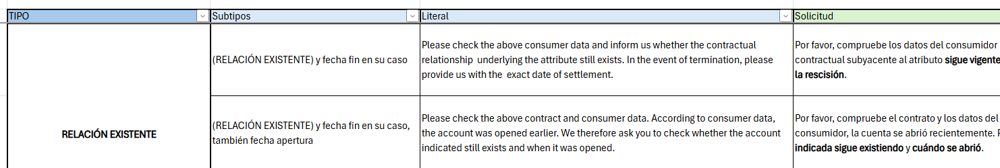 TIPO
Subtipos
Literal
Solicitud
RELACIÓN EXISTENTE
(RELACIÓN EXISTENTE) y fecha fin en su caso
Please check the above consumer data and inform us whether the contractual
relationship  underlying the attribute still exists. In the event of termination, please
provide us with the  exact date of settlement.
Por favor, compruebe los datos del consumidor
contractual subyacente al atributo sigue vigente
la rescisión.
(RELACIÓN EXISTENTE) y fecha fin en su caso,
también fecha apertura
Please check the above contract and consumer data. According to consumer data,
the account was opened earlier. We therefore ask you to check whether the account
indicated still exists and when it was opened.
Por favor, compruebe el contrato y los datos del
consumidor, la cuenta se abrió recientemente.
indicada sigue existiendo y cuándo se abrió.